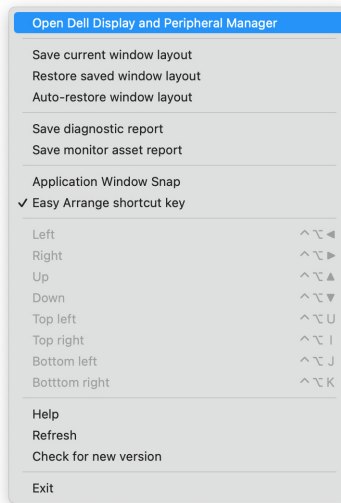 Open Dell Display and Peripheral Manager
Save current window layout
Restore saved window layout
Auto-restore window layout
Save diagnostic report
Save monitor asset report
Application Window Snap
✓ Easy Arrange shortcut key
Left ^⌥◀
Right ^⌥▶
Up ^⌥▲
Down ^⌥▼
Top left ^⌥U
Top right ^⌥I
Bottom left ^⌥J
Botttom right ^⌥K
Help
Refresh
Check for new version
Exit